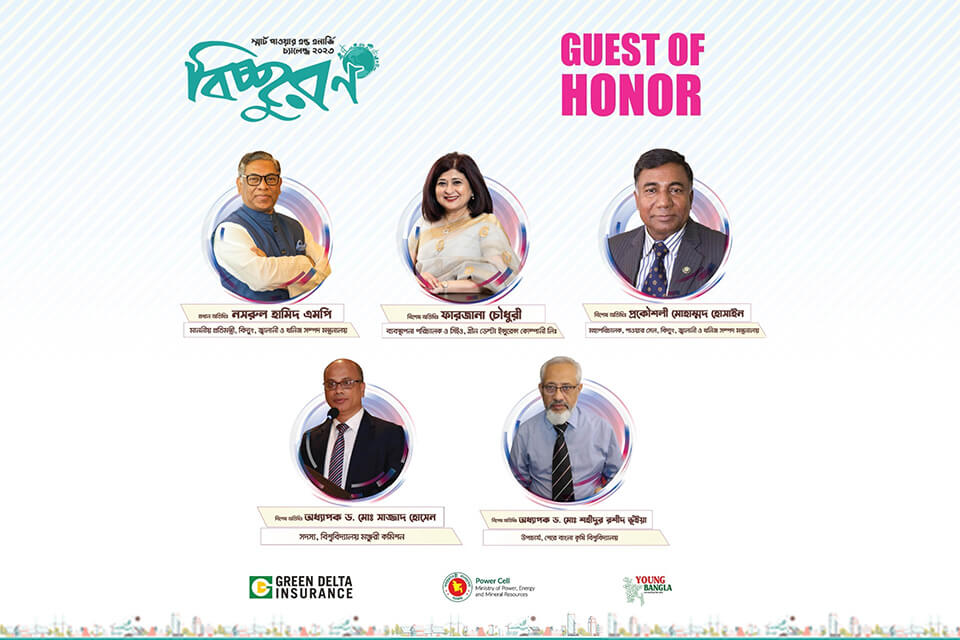 স্মার্ট পাওয়ার এন্ড এনার্জি
চ্যালেঞ্জ ২০২৩
বিচ্ছুরণ
GUEST OF
HONOR
প্রধান অতিথিঃ নসরুল হামিদ এমপি
মাননীয় প্রতিমন্ত্রী, বিদ্যুৎ, জ্বালানী ও খনিজ সম্পদ মন্ত্রনালয়
বিশেষ অতিথিঃ ফারজানা চৌধুরী
ব্যবস্থাপনা পরিচালক ও সিইও, গ্রীন ডেল্টা ইন্সুরেন্স কোম্পানী লিঃ
বিশেষ অতিথিঃ প্রকৌশলী মোহাম্মদ হোসাইন
মহাপরিচালক, পাওয়ার সেল, বিদ্যুৎ, জ্বালানী ও খনিজ সম্পদ মন্ত্রনালয়
বিশেষ অতিথিঃ অধ্যাপক ড. মোঃ সাজ্জাদ হোসেন
সদস্য, বিশ্ববিদ্যালয় মঞ্জুরী কমিশন
বিশেষ অতিথিঃ অধ্যাপক ড. মোঃ শহীদুর রশীদ ভূঁইয়া
উপাচার্য, শেরে বাংলা কৃষি বিশ্ববিদ্যালয়
GREEN DELTA
INSURANCE
Power Cell
Ministry of Power, Energy
and Mineral Resources
YOUNG
BANGLA